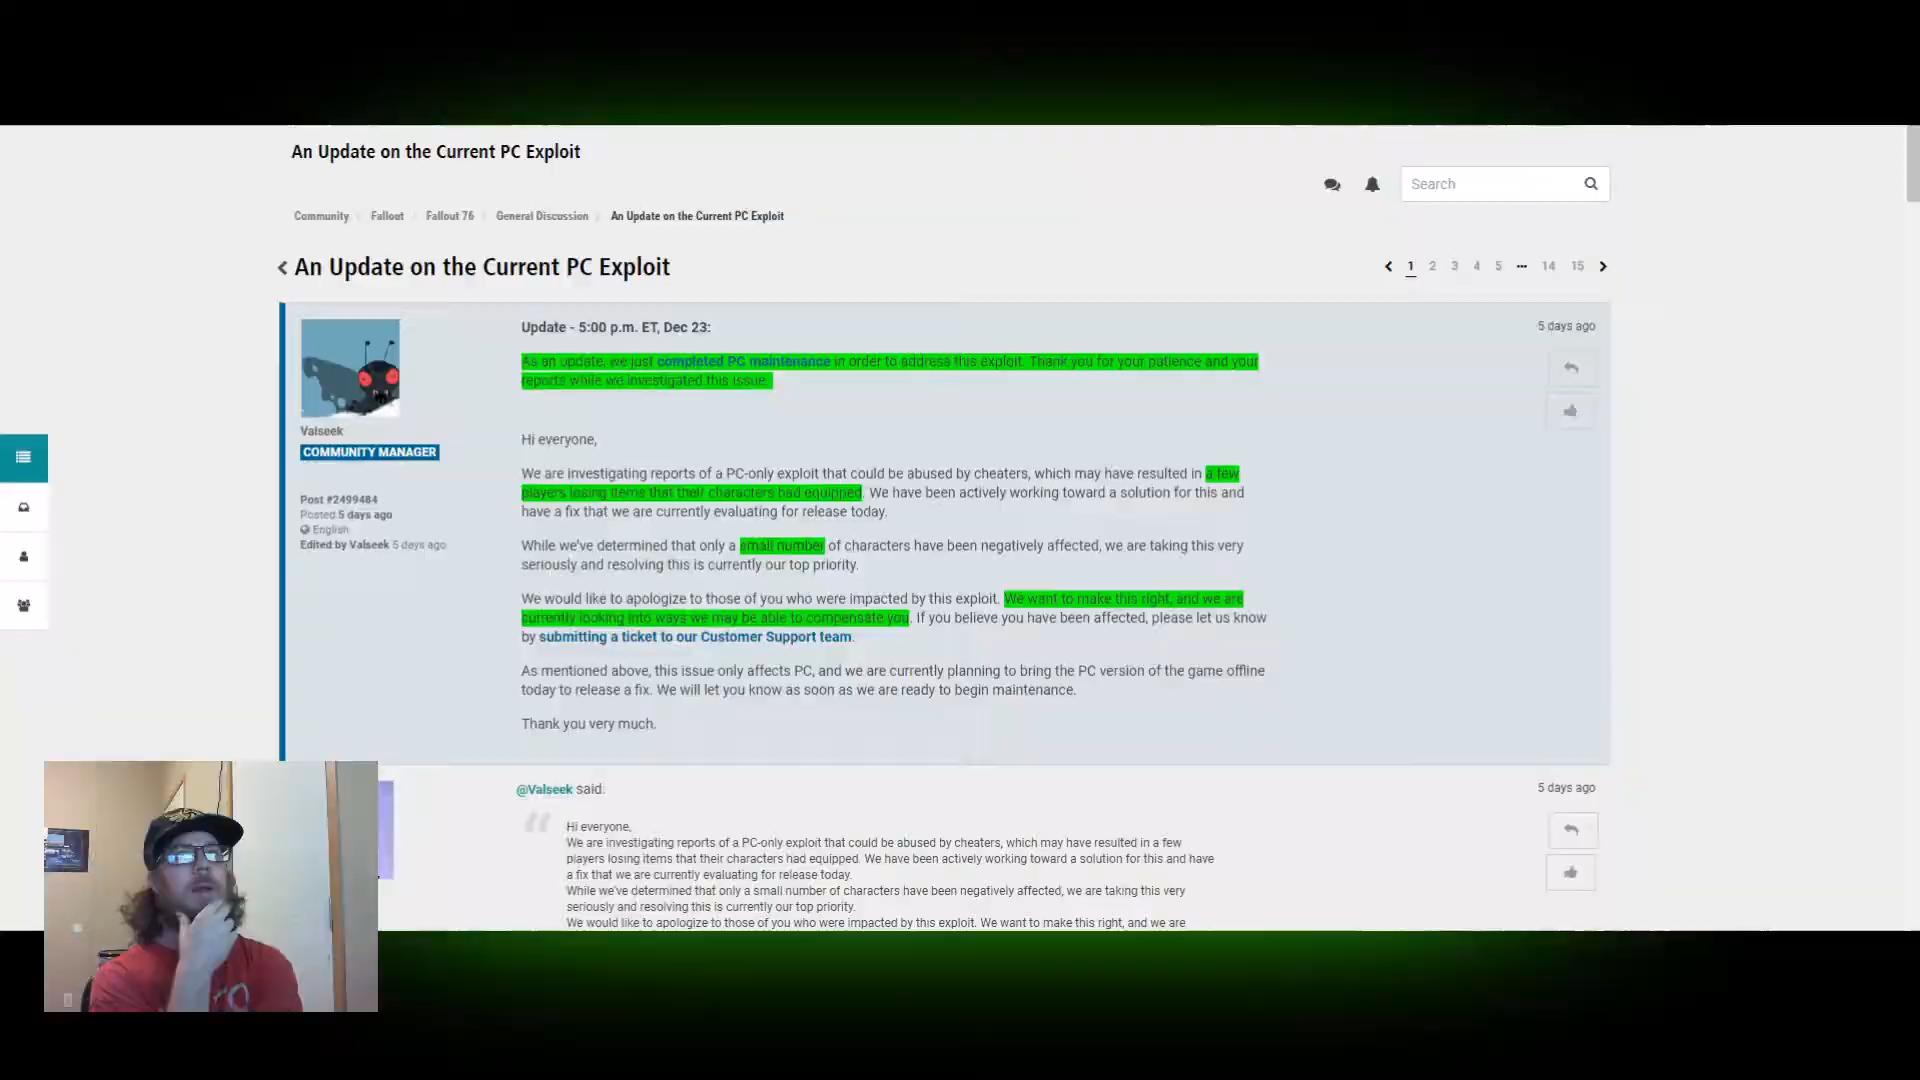 An Update on the Current PC Exploit
Search
Community
Fallout
Fallout 76
General Discussion
An Update on the Current PC Exploit
An Update on the Current PC Exploit
1 2 3 4 5 ••• 14 15
Valseek
COMMUNITY MANAGER
Post #2499484
Posted 5 days ago
English
Edited by Valseek 5 days ago
Update - 5:00 p.m. ET, Dec 23:
5 days ago
As an update, we just completed PC maintenance in order to address this exploit. Thank you for your patience and your
reports while we investigated this issue.
Hi everyone,
We are investigating reports of a PC-only exploit that could be abused by cheaters, which may have resulted in a few
players losing items that their characters had equipped. We have been actively working toward a solution for this and
have a fix that we are currently evaluating for release today.
While we've determined that only a small number of characters have been negatively affected, we are taking this very
seriously and resolving this is currently our top priority.
We would like to apologize to those of you who were impacted by this exploit. We want to make this right, and we are
currently looking into ways we may be able to compensate you. If you believe you have been affected, please let us know
by submitting a ticket to our Customer Support team.
As mentioned above, this issue only affects PC, and we are currently planning to bring the PC version of the game offline
today to release a fix. We will let you know as soon as we are ready to begin maintenance.
Thank you very much.
@Valseek said:
5 days ago
Hi everyone,
We are investigating reports of a PC-only exploit that could be abused by cheaters, which may have resulted in a few
players losing items that their characters had equipped. We have been actively working toward a solution for this and have
a fix that we are currently evaluating for release today.
While we've determined that only a small number of characters have been negatively affected, we are taking this very
seriously and resolving this is currently our top priority.
We would like to apologize to those of you who were impacted by this exploit. We want to make this right, and we are